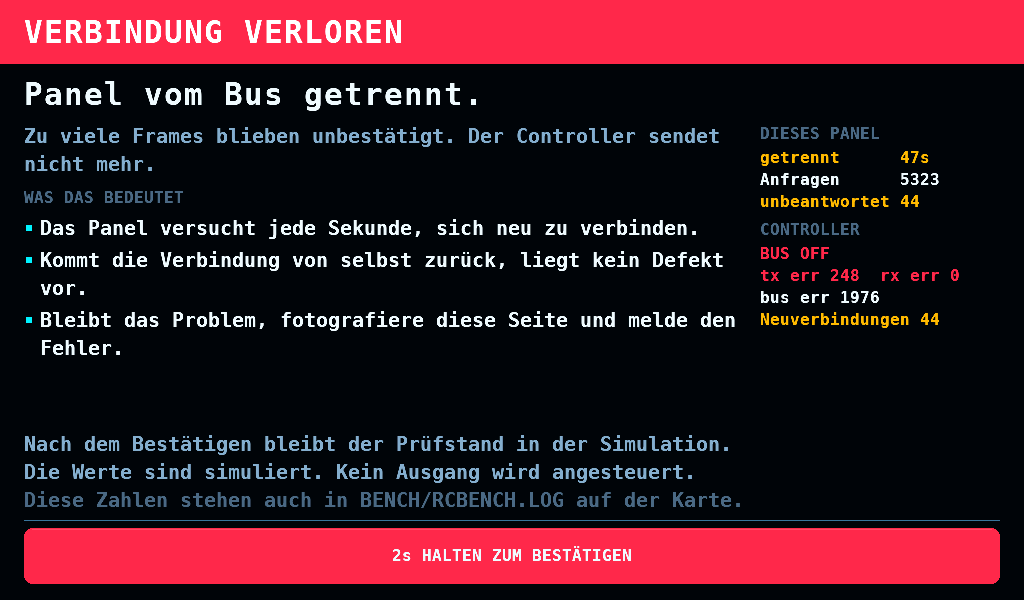 VERBINDUNG VERLOREN
Panel vom Bus getrennt.
Zu viele Frames blieben unbestätigt. Der Controller sendet
nicht mehr.
WAS DAS BEDEUTET
Das Panel versucht jede Sekunde, sich neu zu verbinden.
Kommt die Verbindung von selbst zurück, liegt kein Defekt
vor.
Bleibt das Problem, fotografiere diese Seite und melde den
Fehler.
DIESES PANEL
getrennt 47s
Anfragen 5323
unbeantwortet 44
CONTROLLER
BUS OFF
tx err 248 rx err 0
bus err 1976
Neuverbindungen 44
Nach dem Bestätigen bleibt der Prüfstand in der Simulation.
Die Werte sind simuliert. Kein Ausgang wird angesteuert.
Diese Zahlen stehen auch in BENCH/RCBENCH.LOG auf der Karte.
2s HALTEN ZUM BESTÄTIGEN